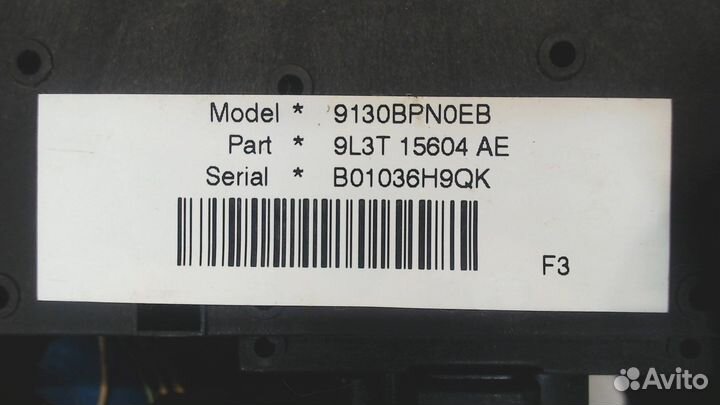 Model * 9130BPN0EB
Part * 9L3T 15604 AE
Serial * B01036H9QK
F3
Avito